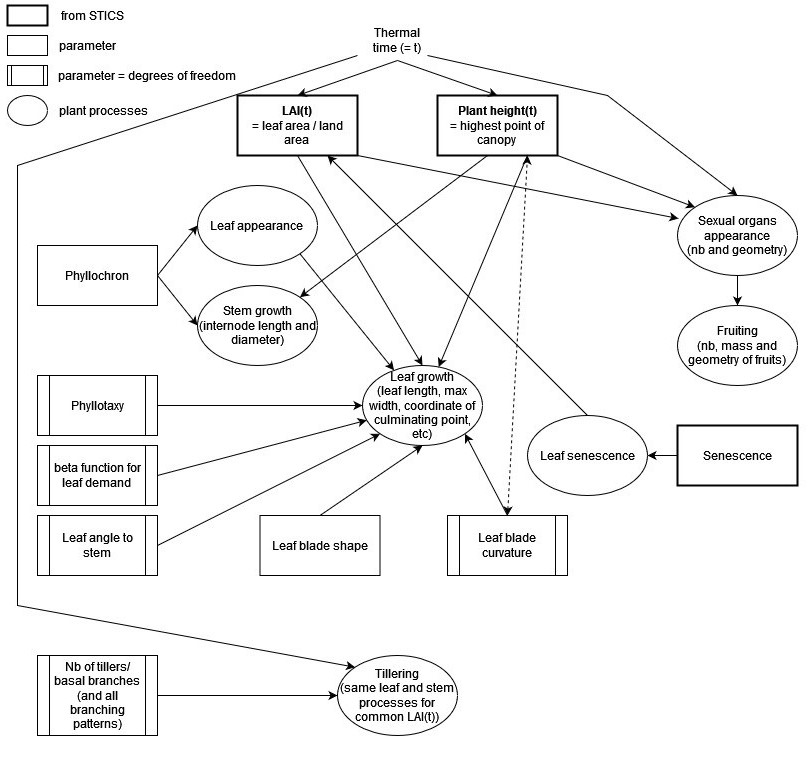 from STICS
parameter
parameter = degrees of freedom
plant processes
Thermal
time (= t)
LAI(t)
= leaf area / land
area
Plant height(t)
= highest point of
canopy
Leaf appearance
Sexual organs
appearance
(nb and geometry)
Phyllochron
Stem growth
(internode length and
diameter)
Fruiting
(nb, mass and
geometry of fruits)
Leaf growth
(leaf length, max
width, coordinate of
culminating point,
etc)
Phyllotaxy
beta function for
leaf demand
Leaf senescence
Senescence
Leaf angle to
stem
Leaf blade shape
Leaf blade
curvature
Nb of tillers/
basal branches
(and all
branching
patterns)
Tillering
(same leaf and stem
processes for
common LAI(t))